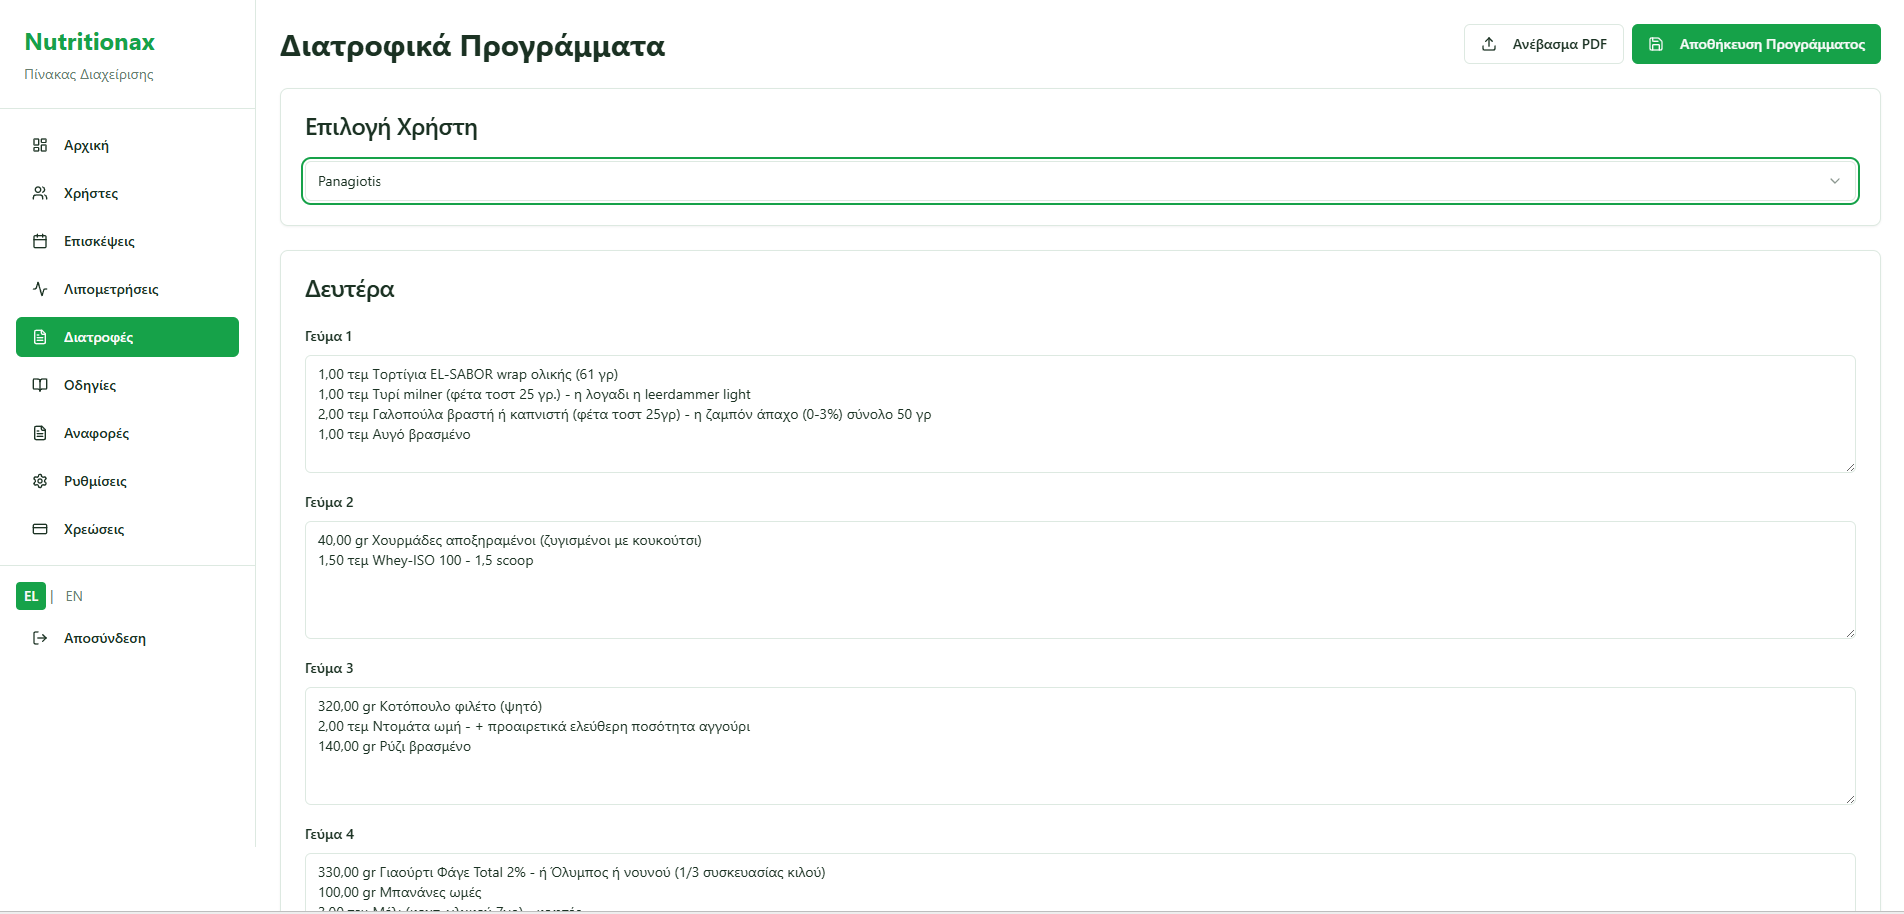 Nutritionax
Πίνακας Διαχείρισης
Αρχική
Χρήστες
Επισκέψεις
Λιπομετρήσεις
Διατροφές
Οδηγίες
Αναφορές
Ρυθμίσεις
Χρεώσεις
EL | EN
Αποσύνδεση
Διατροφικά Προγράμματα
Ανέβασμα PDF
Αποθήκευση Προγράμματος
Επιλογή Χρήστη
Panagiotis
Δευτέρα
Γεύμα 1
1,00 τεμ Τορτίγια EL-SABOR wrap ολικής (61 γρ)
1,00 τεμ Τυρί milner (φέτα τοστ 25 γρ.) - η λογαδι η leerdammer light
2,00 τεμ Γαλοπούλα βραστή ή καπνιστή (φέτα τοστ 25γρ) - η ζαμπόν άπαχο (0-3%) σύνολο 50 γρ
1,00 τεμ Αυγό βρασμένο
Γεύμα 2
40,00 gr Χουρμάδες αποξηραμένοι (ζυγισμένοι με κουκούτσι)
1,50 τεμ Whey-ISO 100 - 1,5 scoop
Γεύμα 3
320,00 gr Κοτόπουλο φιλέτο (ψητό)
2,00 τεμ Ντομάτα ωμή - + προαιρετικά ελεύθερη ποσότητα αγγούρι
140,00 gr Ρύζι βρασμένο
Γεύμα 4
330,00 gr Γιαούρτι Φάγε Total 2% - ή Όλυμπος ή νουνού (1/3 συσκευασίας κιλού)
100,00 gr Μπανάνες ωμές